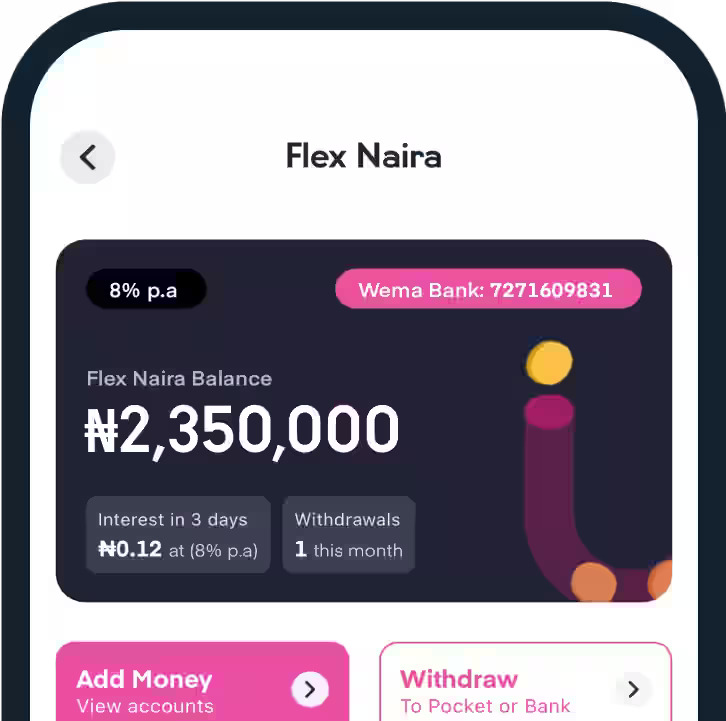 Flex Naira
8% p.a
Wema Bank: 7271609831
Flex Naira Balance
₦2,350,000
Interest in 3 days
₦0.12 at (8% p.a)
Withdrawals
1 this month
Add Money
View accounts
Withdraw
To Pocket or Bank